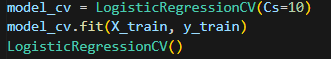 model_cv = LogisticRegressionCV(Cs=10)
model_cv.fit(X_train, y_train)
LogisticRegressionCV()